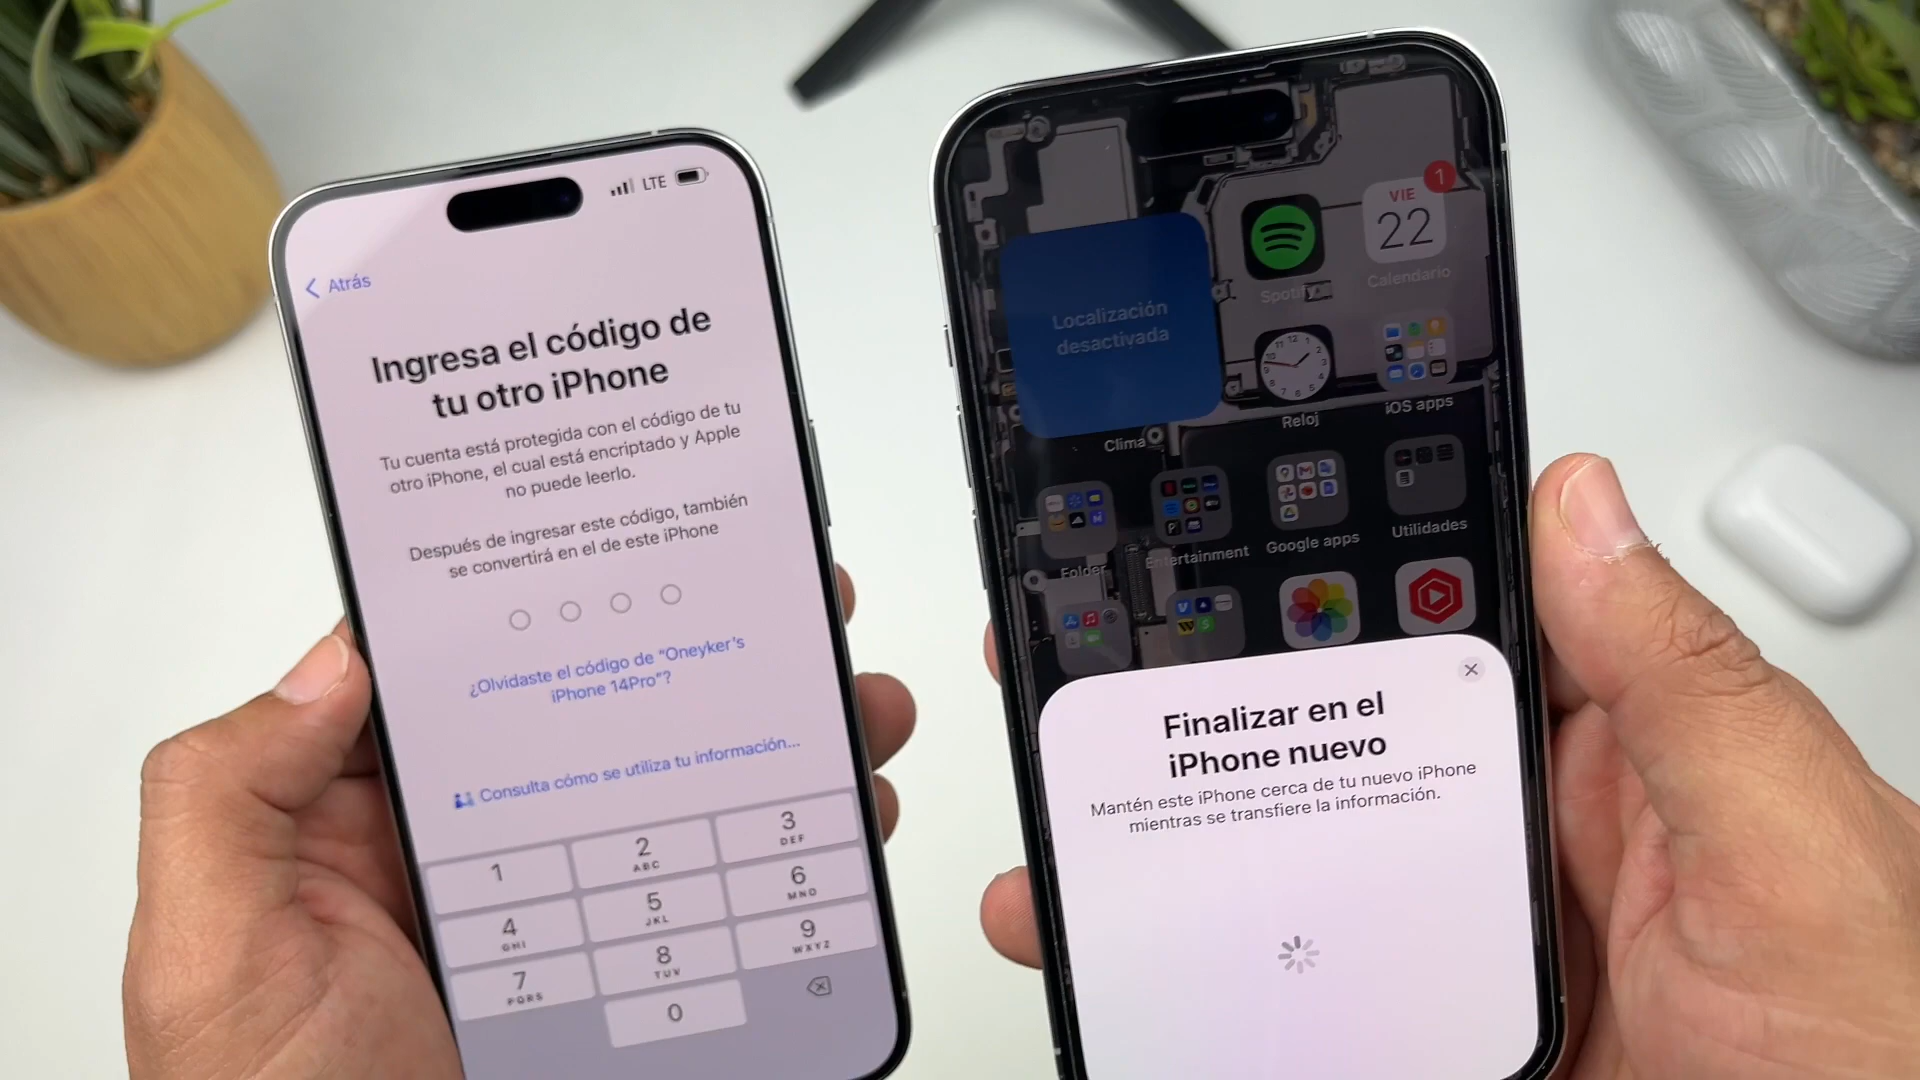 LTE
Atrás
Ingresa el código de
tu otro iPhone
Tu cuenta está protegida con el código de tu
otro iPhone, el cual está encriptado y Apple
no puede leerlo.
Después de ingresar este código, también
se convertirá en el de este iPhone
¿Olvidaste el código de “Oneyker's
iPhone 14Pro”?
Consulta cómo se utiliza tu información...
1
2
ABC
3
DEF
4
GHI
5
JKL
6
MNO
7
PQRS
8
TUV
9
WXYZ
0
1
VIE
22
Spotify
Calendario
Localización
desactivada
Clima
Reloj
iOS apps
Folder
Entertainment
Google apps
Utilidades
Finalizar en el
iPhone nuevo
Mantén este iPhone cerca de tu nuevo iPhone
mientras se transfiere la información.